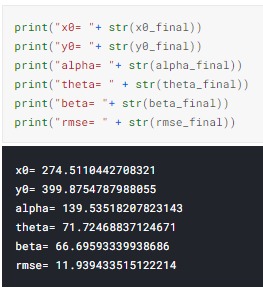 print("x0= "+ str(x0_final))
print("y0= "+ str(y0_final))
print("alpha= "+ str(alpha_final))
print("theta= " + str(theta_final))
print("beta= "+ str(beta_final))
print("rmse= " + str(rmse_final))
x0= 274.5110442708321
y0= 399.8754787988055
alpha= 139.53518207823143
theta= 71.72468837124671
beta= 66.69593339938686
rmse= 11.939433515122214